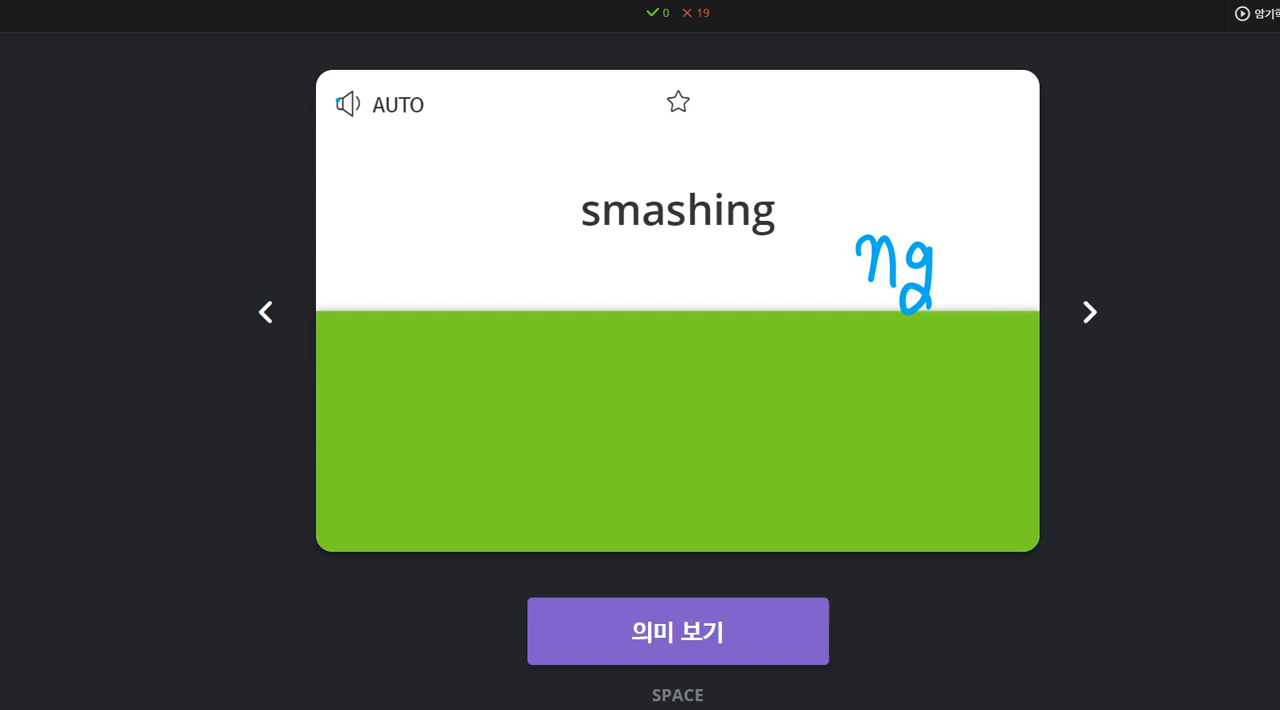 0 19
AUTO
smashing
ng
의미 보기
SPACE